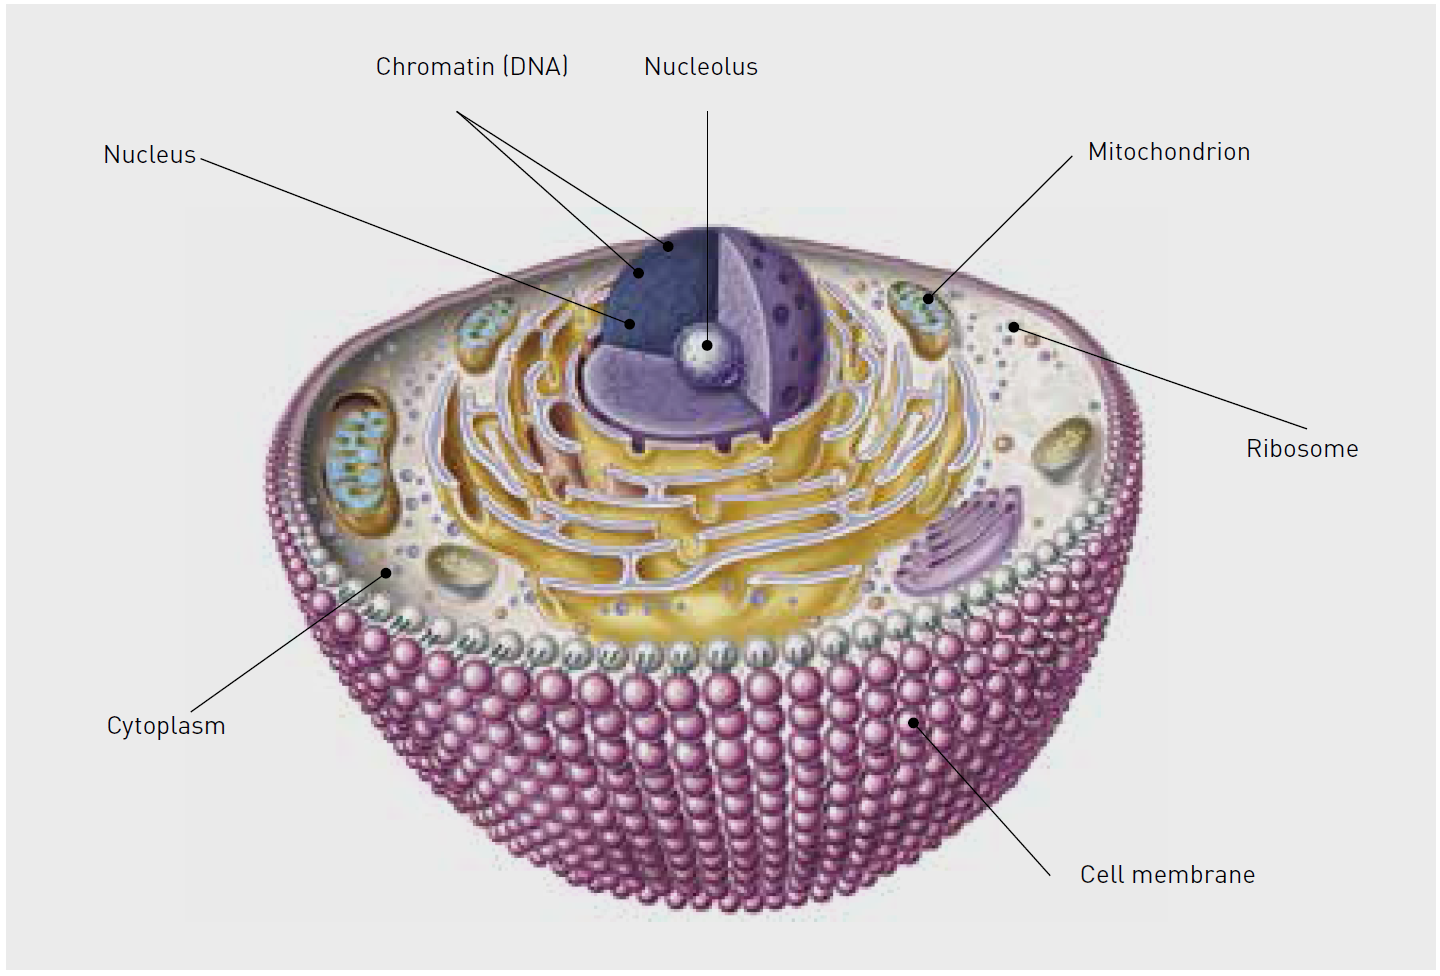 Chromatin (DNA)
Nucleolus
Nucleus
Mitochondrion
Ribosome
Cytoplasm
Cell membrane